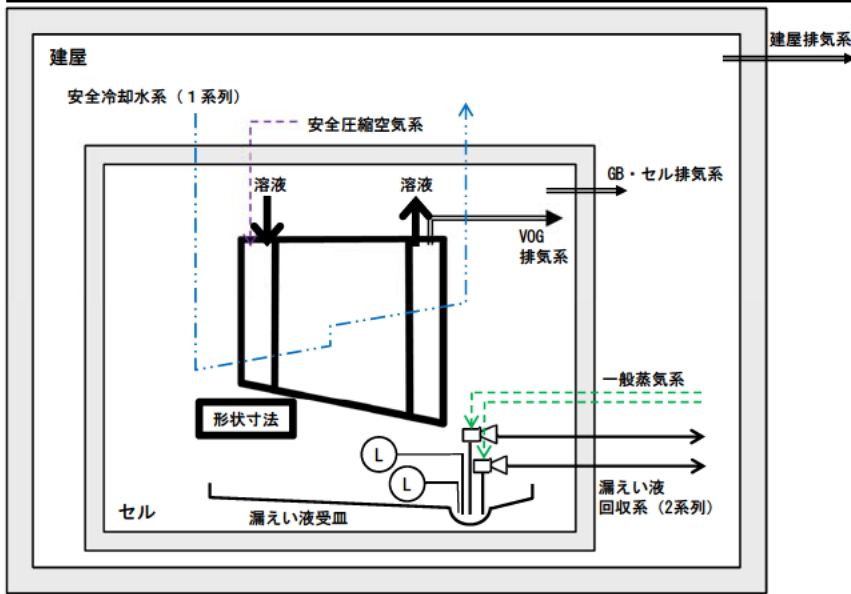 建屋
建屋排気系
安全冷却水系(1系列)
安全圧縮空気系
GB・セル排気系
溶液
溶液
VOG
排気系
一般蒸気系
形状寸法
L
L
漏えい液
回収系(2系列)
セル
漏えい液受皿